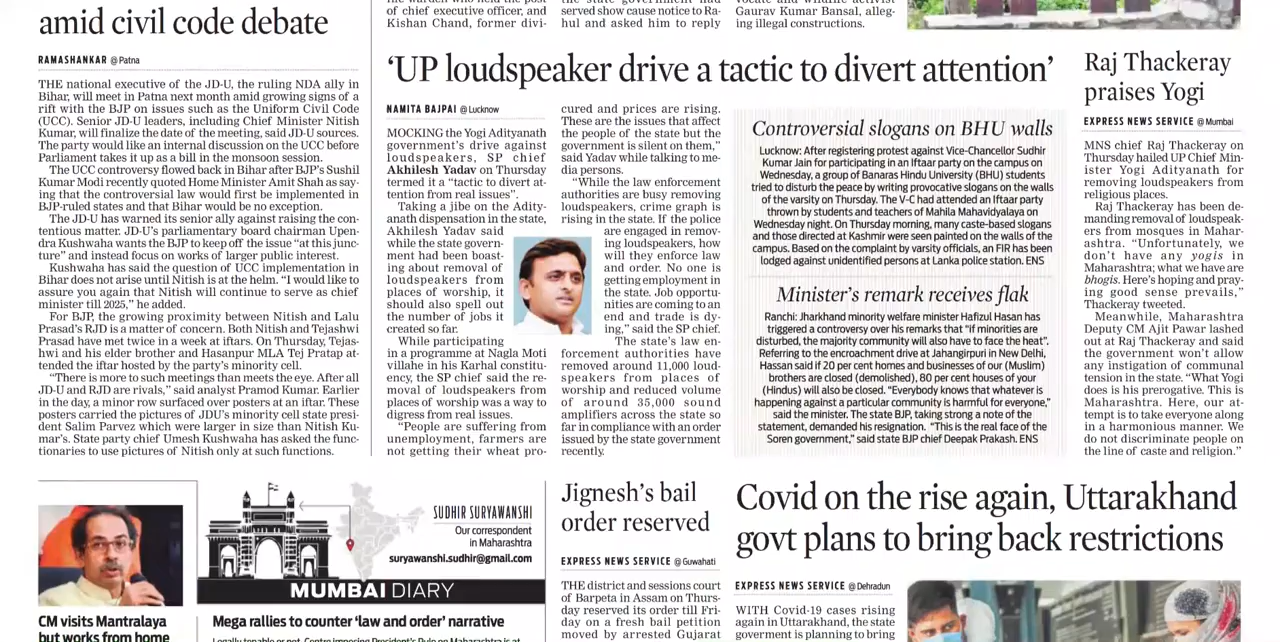 amid civil code debate
RAMASHANKAR @ Patna
THE national executive of the JD-U, the ruling NDA ally in
Bihar, will meet in Patna next month amid growing signs of a
rift with the BJP on issues such as the Uniform Civil Code
(UCC). Senior JD-U leaders, including Chief Minister Nitish
Kumar, will finalize the date of the meeting, said JD-U sources.
The party would like an internal discussion on the UCC before
Parliament takes it up as a bill in the monsoon session.
The UCC controversy flowed back in Bihar after BJP's Sushil
Kumar Modi recently quoted Home Minister Amit Shah as say-
ing that the controversial law would first be implemented in
BJP-ruled states and that Bihar would be no exception.
The JD-U has warned its senior ally against raising the con-
tentious matter. JD-U's parliamentary board chairman Upen-
dra Kushwaha wants the BJP to keep off the issue "at this junc-
ture" and instead focus on works of larger public interest.
Kushwaha has said the question of UCC implementation in
Bihar does not arise until Nitish is at the helm. "I would like to
assure you again that Nitish will continue to serve as chief
minister till 2025," he added.
For BJP, the growing proximity between Nitish and Lalu
Prasad's RJD is a matter of concern. Both Nitish and Tejashwi
Prasad have met twice in a week at iftars. On Thursday, Tejas-
hwi and his elder brother and Hasanpur MLA Tej Pratap at-
tended the iftar hosted by the party's minority cell.
"There is more to such meetings than meets the eye. After all
JD-U and RJD are rivals," said analyst Pramod Kumar. Earlier
in the day, a minor row surfaced over posters at an iftar. These
posters carried the pictures of JDU's minority cell state presi-
dent Salim Parvez which were larger in size than Nitish Ku-
mar's. State party chief Umesh Kushwaha has asked the func-
tionaries to use pictures of Nitish only at such functions.
of chief executive officer, and
Kishan Chand, former divi-
served show cause notice to Ra-
hul and asked him to reply
Gaurav Kumar Bansal, alleg-
ing illegal constructions.
'UP loudspeaker drive a tactic to divert attention'
NAMITA BAJPAI @ Lucknow
MOCKING the Yogi Adityanath
government's drive against
loudspeakers, SP chief
Akhilesh Yadav on Thursday
termed it a "tactic to divert at-
tention from real issues".
Taking a jibe on the Adity-
anath dispensation in the state,
Akhilesh Yadav said
while the state govern-
ment had been boast-
ing about removal of
loudspeakers from
places of worship, it
should also spell out
the number of jobs it
created so far.
While participating
in a programme at Nagla Moti
villahe in his Karhal constitu-
ency, the SP chief said the re-
moval of loudspeakers from
places of worship was a way to
digress from real issues.
"People are suffering from
unemployment, farmers are
not getting their wheat pro-
cured and prices are rising.
These are the issues that affect
the people of the state but the
government is silent on them,"
said Yadav while talking to me-
dia persons.
"While the law enforcement
authorities are busy removing
loudspeakers, crime graph is
rising in the state. If the police
are engaged in remov-
ing loudspeakers, how
will they enforce law
and order. No one is
getting employment in
the state. Job opportu-
nities are coming to an
end and trade is dy-
ing," said the SP chief.
The state's law en-
forcement authorities have
removed around 11,000 loud-
speakers from places of
worship and reduced volume
of around 35,000 sound
amplifiers across the state so
far in compliance with an order
issued by the state government
recently.
Controversial slogans on BHU walls
Lucknow: After registering protest against Vice-Chancellor Sudhir
Kumar Jain for participating in an Iftaar party on the campus on
Wednesday, a group of Banaras Hindu University (BHU) students
tried to disturb the peace by writing provocative slogans on the walls
of the varsity on Thursday. The V-C had attended an Iftaar party
thrown by students and teachers of Mahila Mahavidyalaya on
Wednesday night. On Thursday morning, many caste-based slogans
and those directed at Kashmir were seen painted on the walls of the
campus. Based on the complaint by varsity officials, an FIR has been
lodged against unidentified persons at Lanka police station. ENS
Minister's remark receives flak
Ranchi: Jharkhand minority welfare minister Hafizul Hasan has
triggered a controversy over his remarks that "if minorities are
disturbed, the majority community will also have to face the heat".
Referring to the encroachment drive at Jahangirpuri in New Delhi,
Hassan said if 20 per cent homes and businesses of our (Muslim)
brothers are closed (demolished), 80 per cent houses of your
(Hindus) will also be closed. "Everybody knows that whatever is
happening against a particular community is harmful for everyone,"
said the minister. The state BJP, taking strong a note of the
statement, demanded his resignation. "This is the real face of the
Soren government," said state BJP chief Deepak Prakash. ENS
Raj Thackeray
praises Yogi
EXPRESS NEWS SERVICE @ Mumbai
MNS chief Raj Thackeray on
Thursday hailed UP Chief Min-
ister Yogi Adityanath for
removing loudspeakers from
religious places.
Raj Thackeray has been de-
manding removal of loudspeak-
ers from mosques in Mahar-
ashtra. "Unfortunately, we
don't have any yogis in
Maharashtra; what we have are
bhogis. Here's hoping and pray-
ing good sense prevails,"
Thackeray tweeted.
Meanwhile, Maharashtra
Deputy CM Ajit Pawar lashed
out at Raj Thackeray and said
the government won't allow
any instigation of communal
tension in the state. "What Yogi
does is his prerogative. This is
Maharashtra. Here, our at-
tempt is to take everyone along
in a harmonious manner. We
do not discriminate people on
the line of caste and religion."
SUDHIR SURYAWANSHI
Our correspondent
in Maharashtra
suryawanshi.sudhir@gmail.com
MUMBAI DIARY
CM visits Mantralaya
but works from home
Mega rallies to counter 'law and order' narrative
Legally tenable or not, Centre imposing President's Rule on Maharashtra is at
Jignesh's bail
order reserved
EXPRESS NEWS SERVICE @ Guwahati
THE district and sessions court
of Barpeta in Assam on Thurs-
day reserved its order till Fri-
day on a fresh bail petition
moved by arrested Gujarat
Covid on the rise again, Uttarakhand
govt plans to bring back restrictions
EXPRESS NEWS SERVICE @ Dehradun
WITH Covid-19 cases rising
again in Uttarakhand, the state
goverment is planning to bring